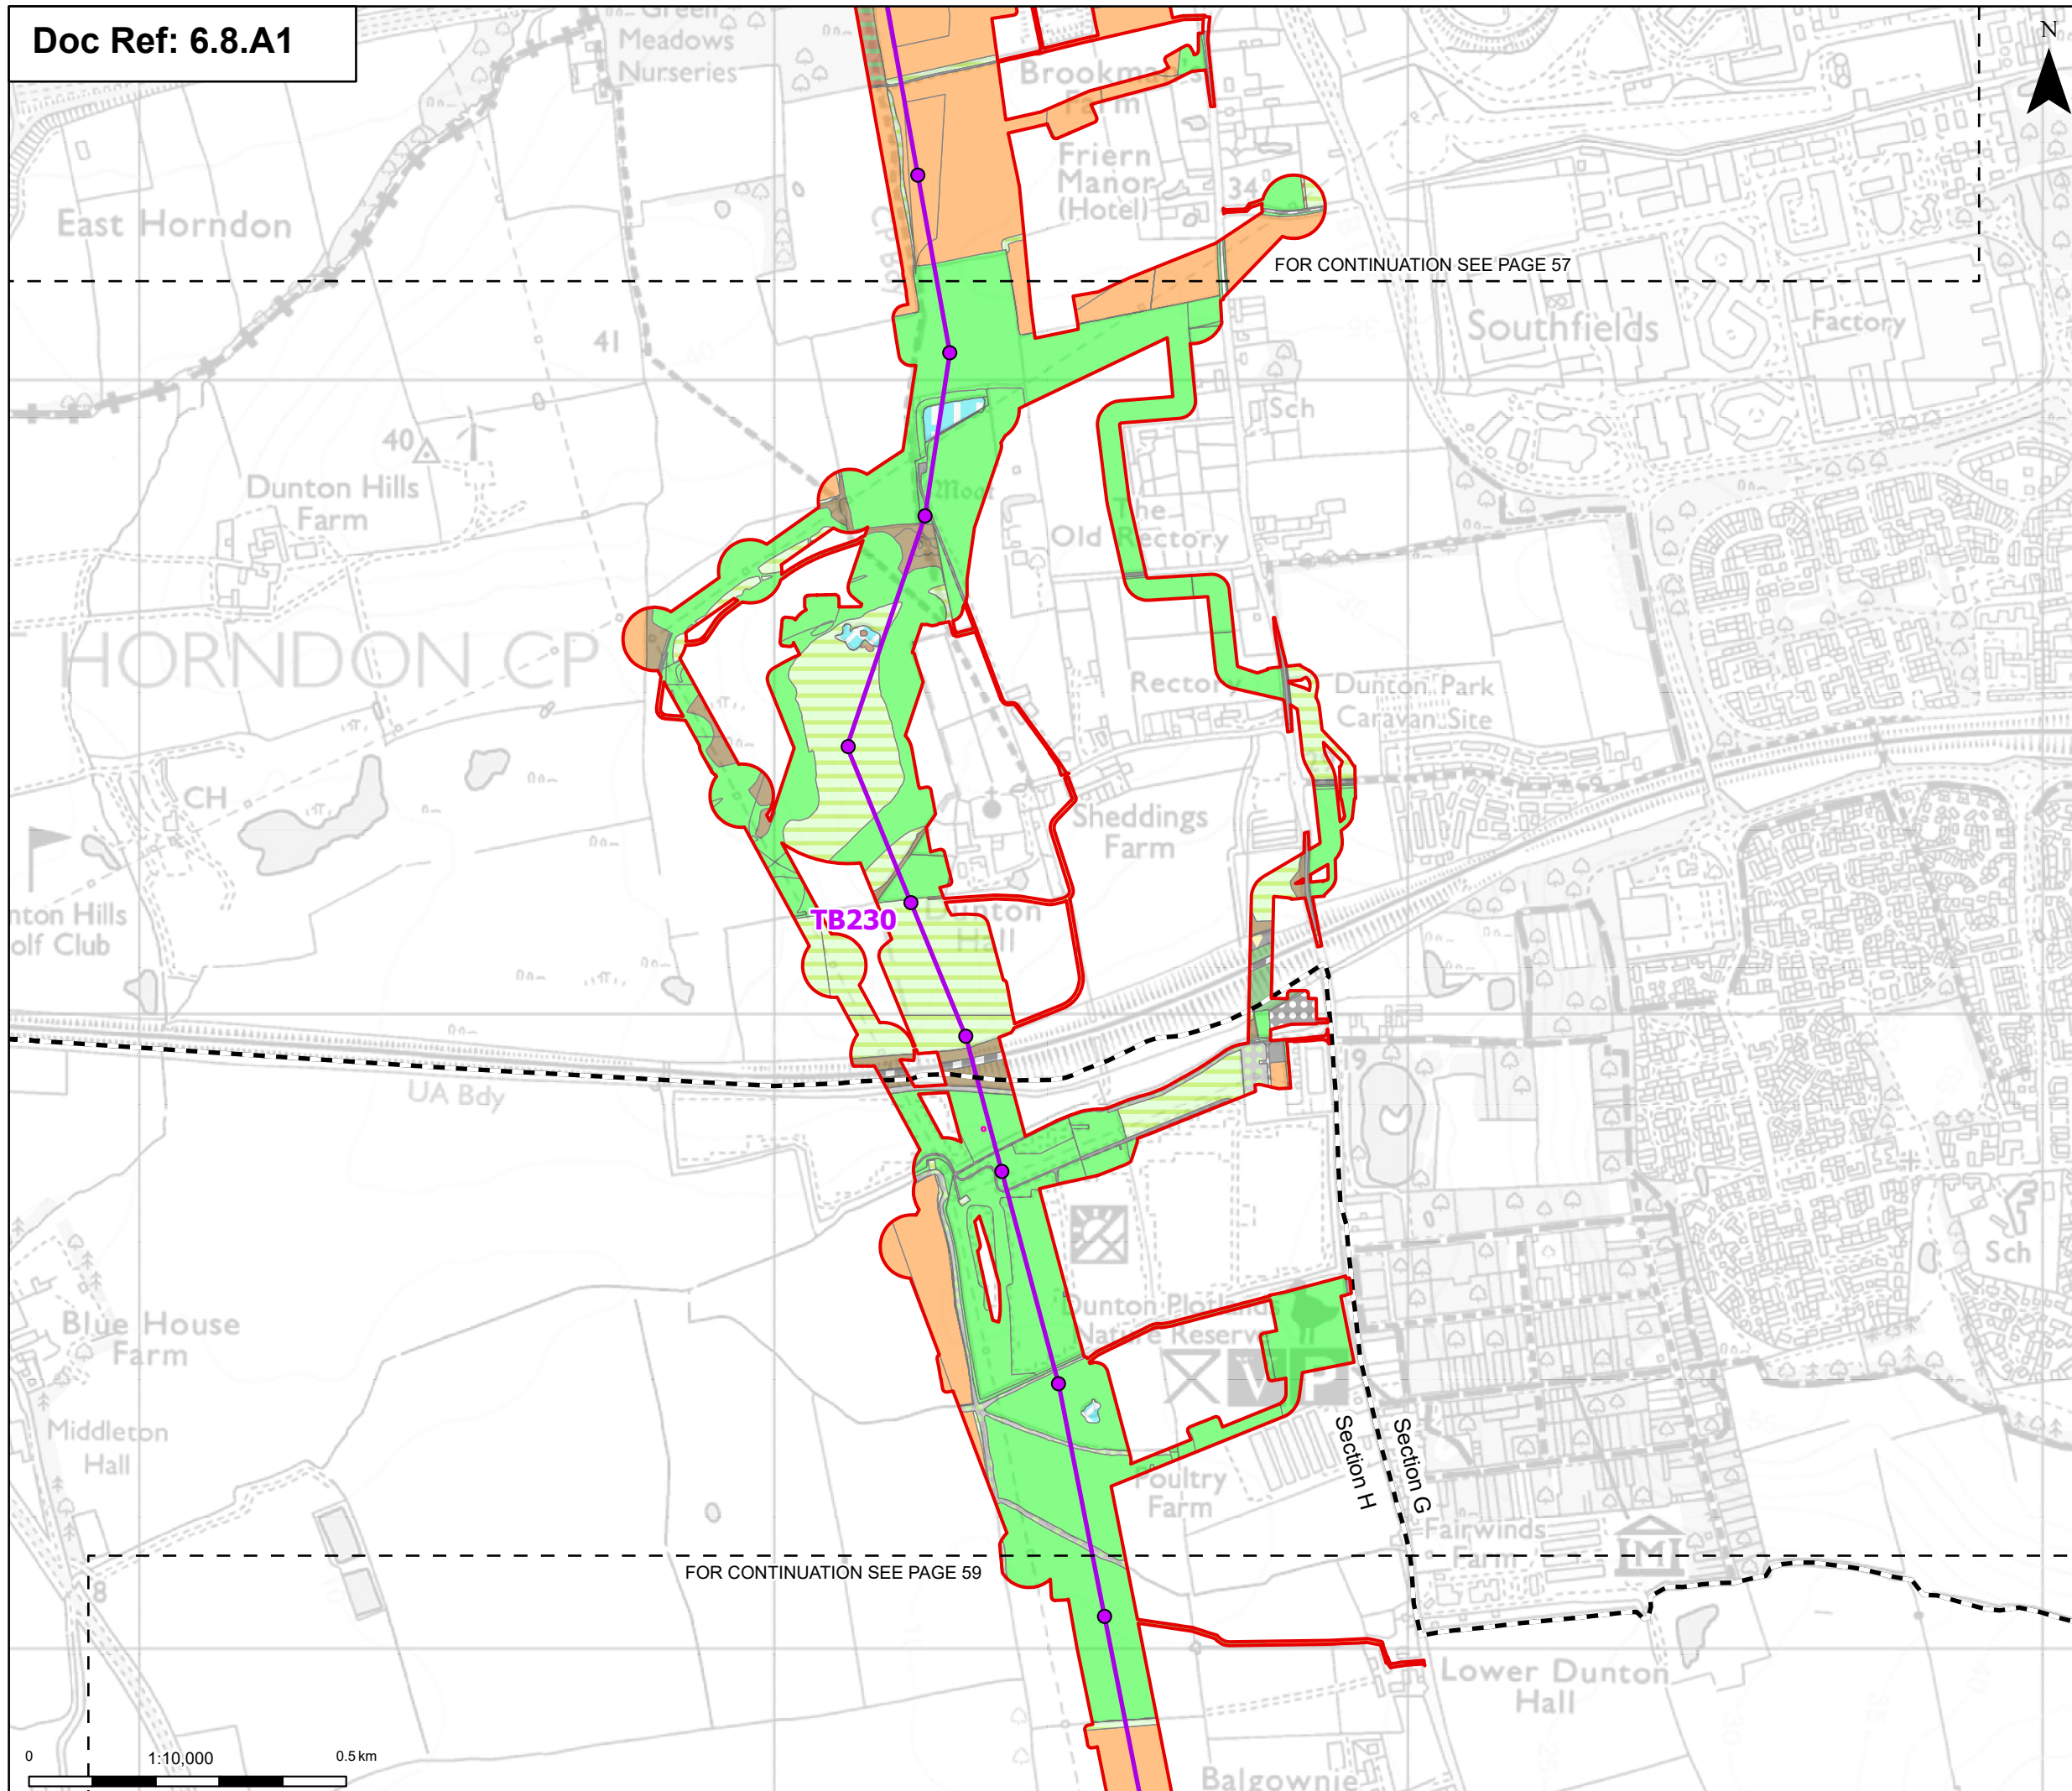 Doc Ref: 6.8.A1
Green
Meadows
Nurseries
N
Brookmans
Farm
Friern
Manor
(Hotel)
34
East Horndon
FOR CONTINUATION SEE PAGE 57
41
Southfields
Factory
40
Sch
Dunton Hills
Farm
Moat
The
Old Rectory
HORNDON CP
Rectory
Dunton Park
Caravan Site
CH
Sheddings
Farm
nton Hills
olf Club
TB230
Dunton
Hall
19
UA Bdy
Sch
Dunton Plotlands
Nature Reserve
Blue House
Farm
V P
Middleton
Hall
Section H
Section G
Poultry
Farm
Fairwinds
Farm
M
FOR CONTINUATION SEE PAGE 59
8
Lower Dunton
Hall
0
1:10,000
0.5 km
Balgownie